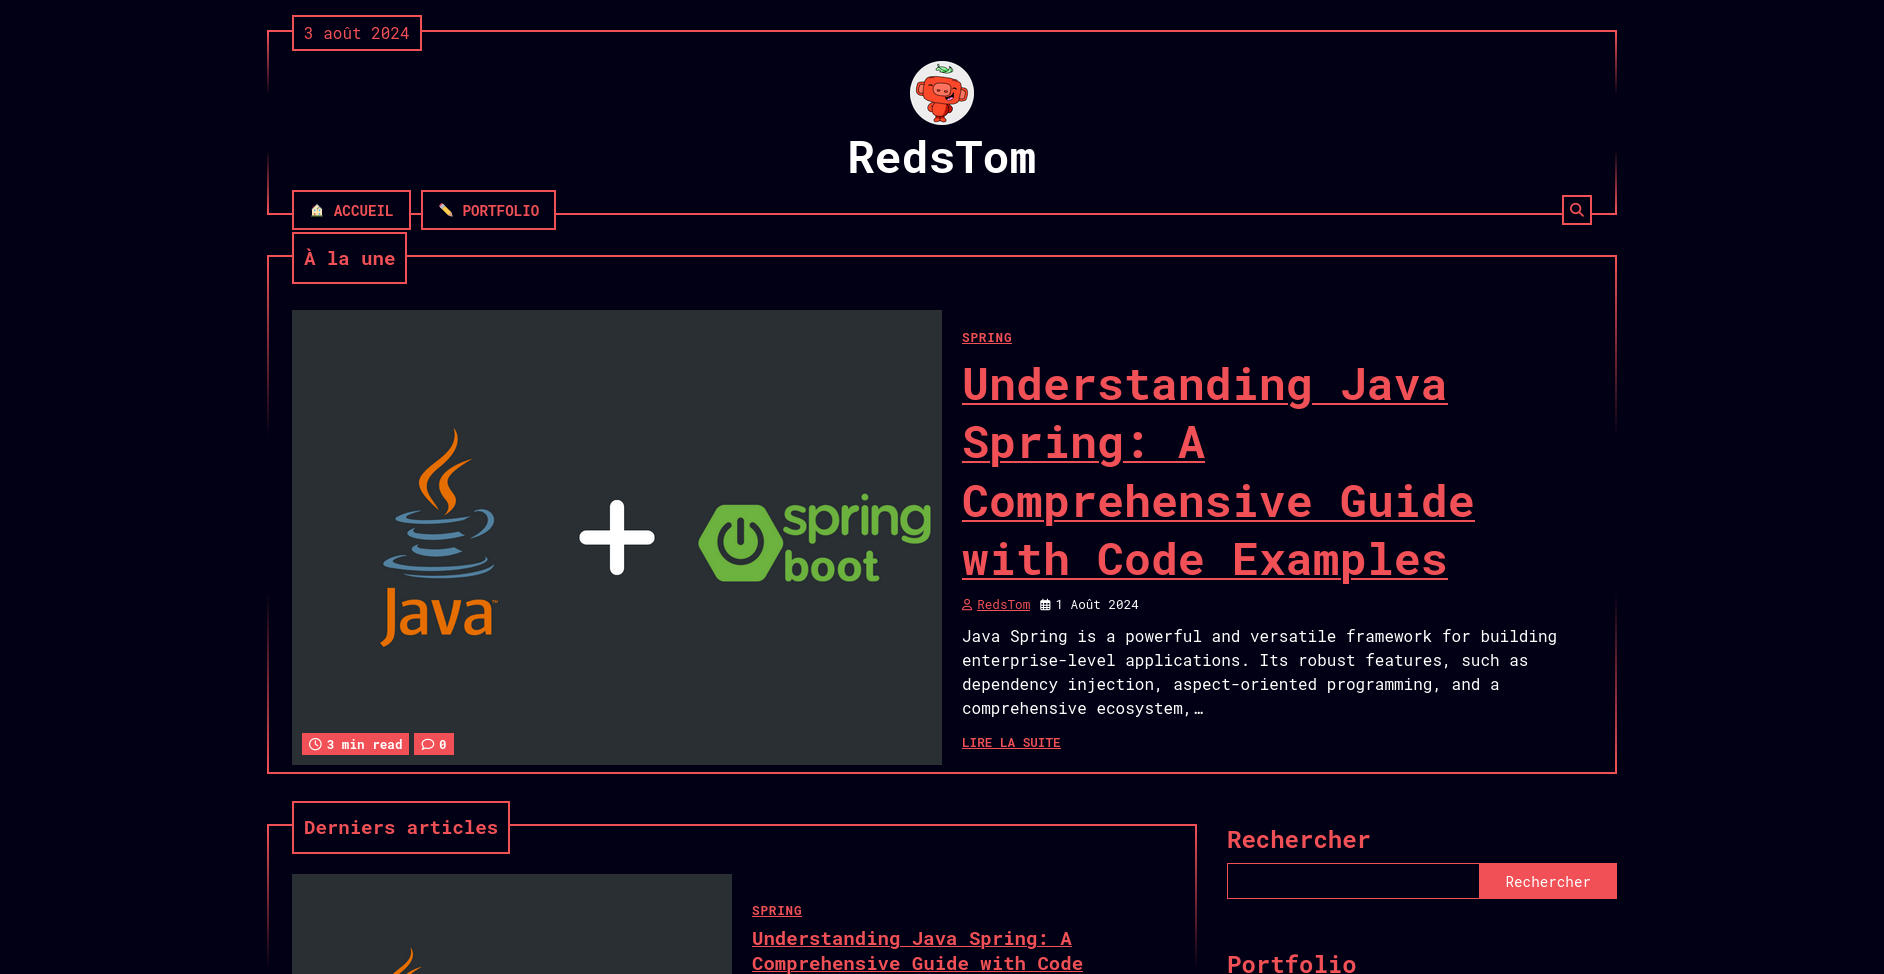 3 août 2024
RedsTom
ACCUEIL
PORTFOLIO
À la une
SPRING
Understanding Java
Spring: A
Comprehensive Guide
with Code Examples
RedsTom 1 Août 2024
Java Spring is a powerful and versatile framework for building
enterprise-level applications. Its robust features, such as
dependency injection, aspect-oriented programming, and a
comprehensive ecosystem,…
LIRE LA SUITE
Java™
spring
boot
3 min read 0
Derniers articles
SPRING
Understanding Java Spring: A
Comprehensive Guide with Code
Rechercher
Rechercher
Portfolio